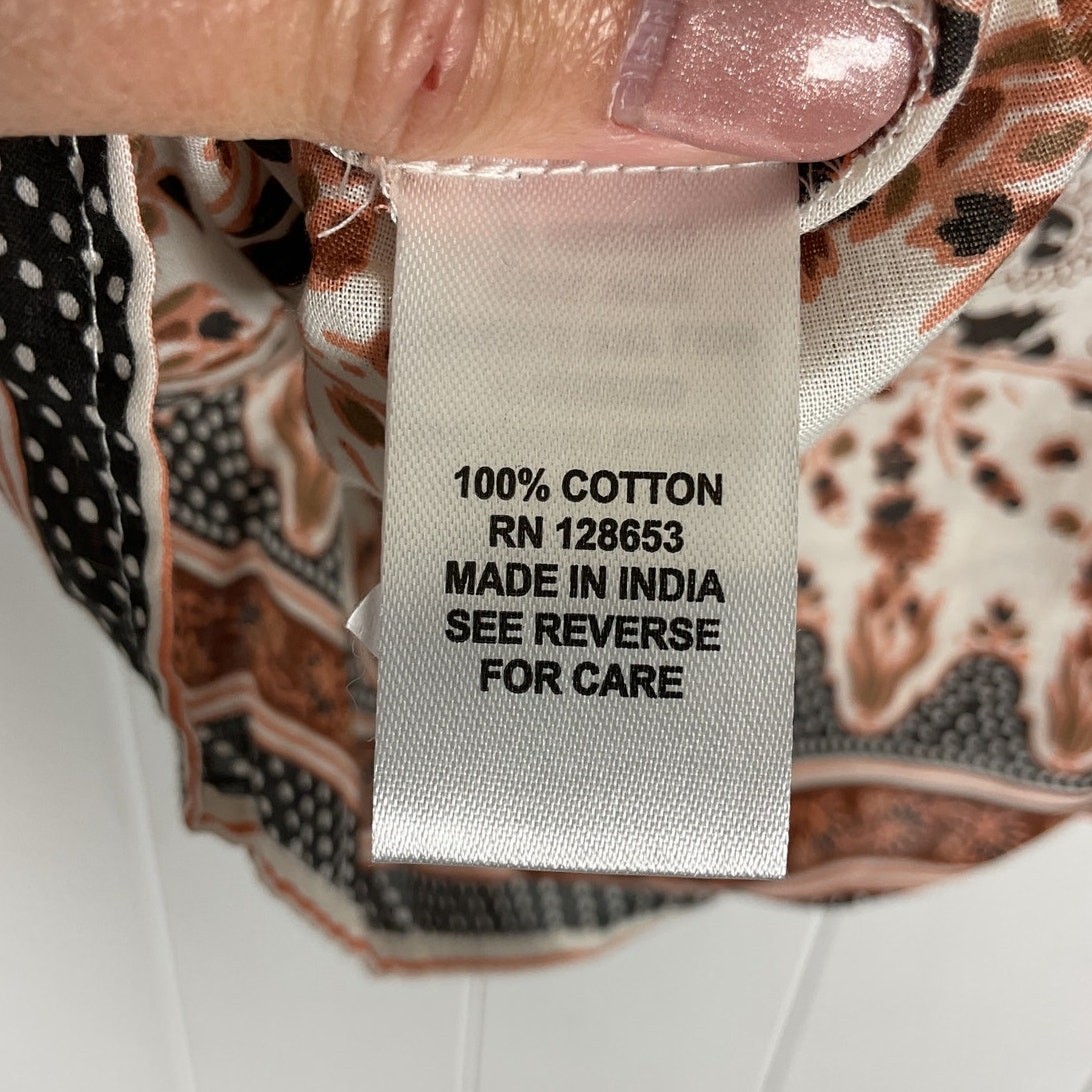 100% COTTON
RN 128653
MADE IN INDIA
SEE REVERSE
FOR CARE